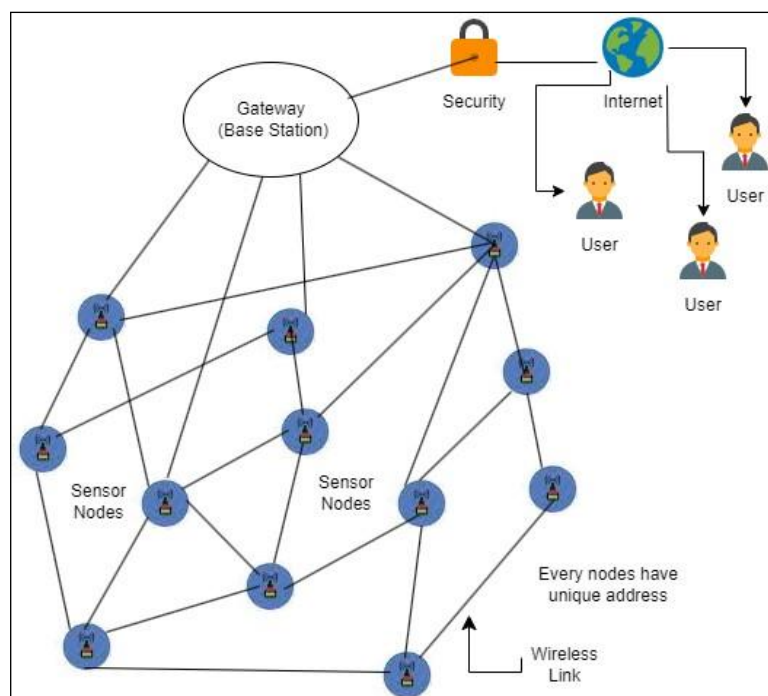 Gateway
(Base Station)
Security
Internet
User
User
User
Sensor
Nodes
Sensor
Nodes
Every nodes have
unique address
Wireless
Link